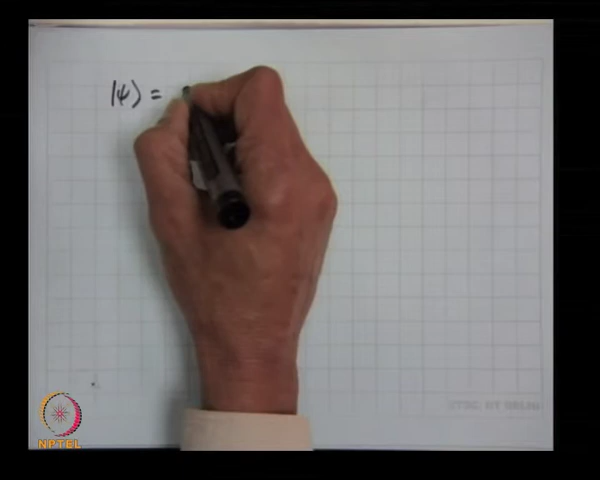 |ψ⟩ =
NPTEL